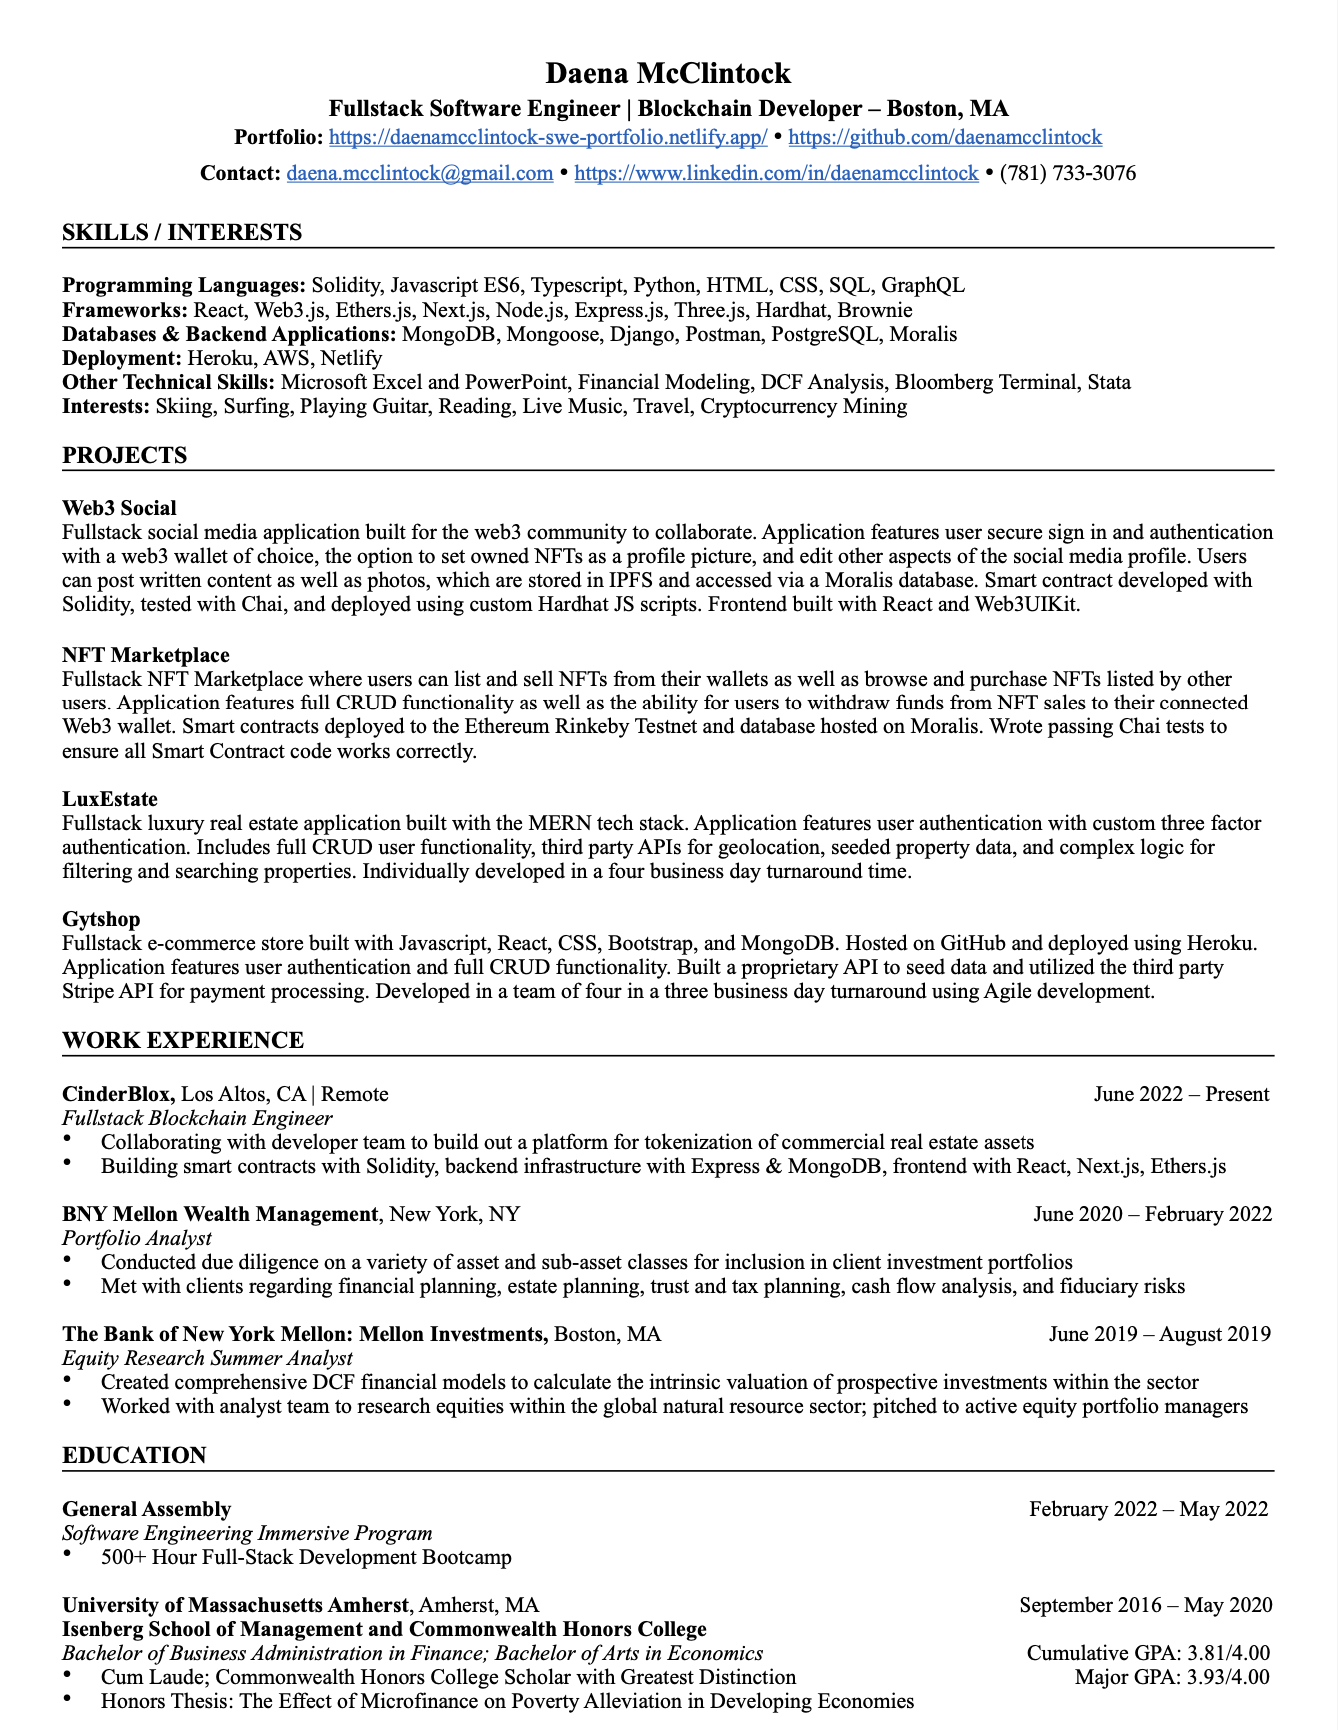 Daena McClintock
Fullstack Software Engineer | Blockchain Developer – Boston, MA
Portfolio: https://daenamcclintock-swe-portfolio.netlify.app/ • https://github.com/daenamcclintock
Contact: daena.mcclintock@gmail.com • https://www.linkedin.com/in/daenamcclintock • (781) 733-3076
SKILLS / INTERESTS
Programming Languages: Solidity, Javascript ES6, Typescript, Python, HTML, CSS, SQL, GraphQL
Frameworks: React, Web3.js, Ethers.js, Next.js, Node.js, Express.js, Three.js, Hardhat, Brownie
Databases & Backend Applications: MongoDB, Mongoose, Django, Postman, PostgreSQL, Moralis
Deployment: Heroku, AWS, Netlify
Other Technical Skills: Microsoft Excel and PowerPoint, Financial Modeling, DCF Analysis, Bloomberg Terminal, Stata
Interests: Skiing, Surfing, Playing Guitar, Reading, Live Music, Travel, Cryptocurrency Mining
PROJECTS
Web3 Social
Fullstack social media application built for the web3 community to collaborate. Application features user secure sign in and authentication
with a web3 wallet of choice, the option to set owned NFTs as a profile picture, and edit other aspects of the social media profile. Users
can post written content as well as photos, which are stored in IPFS and accessed via a Moralis database. Smart contract developed with
Solidity, tested with Chai, and deployed using custom Hardhat JS scripts. Frontend built with React and Web3UIKit.
NFT Marketplace
Fullstack NFT Marketplace where users can list and sell NFTs from their wallets as well as browse and purchase NFTs listed by other
users. Application features full CRUD functionality as well as the ability for users to withdraw funds from NFT sales to their connected
Web3 wallet. Smart contracts deployed to the Ethereum Rinkeby Testnet and database hosted on Moralis. Wrote passing Chai tests to
ensure all Smart Contract code works correctly.
LuxEstate
Fullstack luxury real estate application built with the MERN tech stack. Application features user authentication with custom three factor
authentication. Includes full CRUD user functionality, third party APIs for geolocation, seeded property data, and complex logic for
filtering and searching properties. Individually developed in a four business day turnaround time.
Gytshop
Fullstack e-commerce store built with Javascript, React, CSS, Bootstrap, and MongoDB. Hosted on GitHub and deployed using Heroku.
Application features user authentication and full CRUD functionality. Built a proprietary API to seed data and utilized the third party
Stripe API for payment processing. Developed in a team of four in a three business day turnaround using Agile development.
WORK EXPERIENCE
CinderBlox, Los Altos, CA | Remote June 2022 – Present
Fullstack Blockchain Engineer
• Collaborating with developer team to build out a platform for tokenization of commercial real estate assets
• Building smart contracts with Solidity, backend infrastructure with Express & MongoDB, frontend with React, Next.js, Ethers.js
BNY Mellon Wealth Management, New York, NY June 2020 – February 2022
Portfolio Analyst
• Conducted due diligence on a variety of asset and sub-asset classes for inclusion in client investment portfolios
• Met with clients regarding financial planning, estate planning, trust and tax planning, cash flow analysis, and fiduciary risks
The Bank of New York Mellon: Mellon Investments, Boston, MA June 2019 – August 2019
Equity Research Summer Analyst
• Created comprehensive DCF financial models to calculate the intrinsic valuation of prospective investments within the sector
• Worked with analyst team to research equities within the global natural resource sector; pitched to active equity portfolio managers
EDUCATION
General Assembly February 2022 – May 2022
Software Engineering Immersive Program
• 500+ Hour Full-Stack Development Bootcamp
University of Massachusetts Amherst, Amherst, MA September 2016 – May 2020
Isenberg School of Management and Commonwealth Honors College
Bachelor of Business Administration in Finance; Bachelor of Arts in Economics Cumulative GPA: 3.81/4.00
• Cum Laude; Commonwealth Honors College Scholar with Greatest Distinction Major GPA: 3.93/4.00
• Honors Thesis: The Effect of Microfinance on Poverty Alleviation in Developing Economies